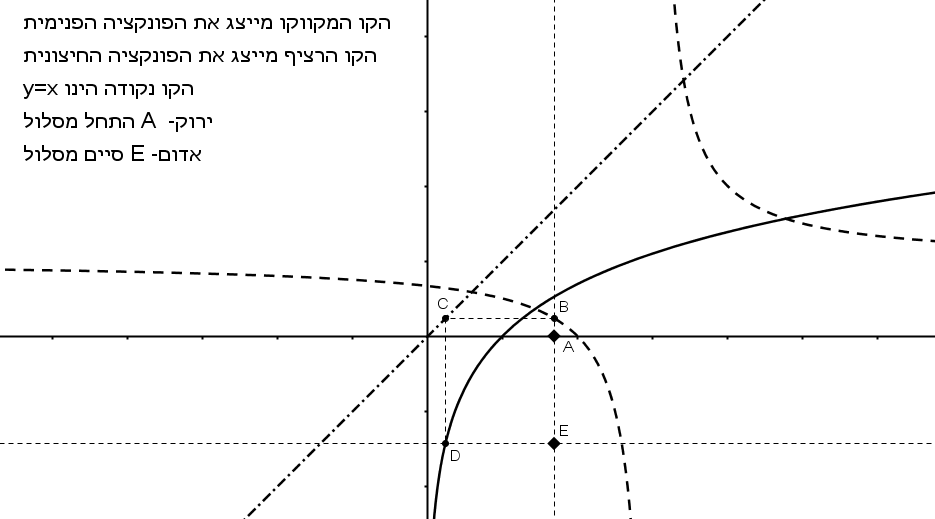 הקו המקווקו מייצג את הפונקציה הפנימית
הקו הרציף מייצג את הפונקציה החיצונית
הקו נקודה הינו y=x
ירוק- A התחל מסלול
אדום- E סיים מסלול
C
B
A
E
D